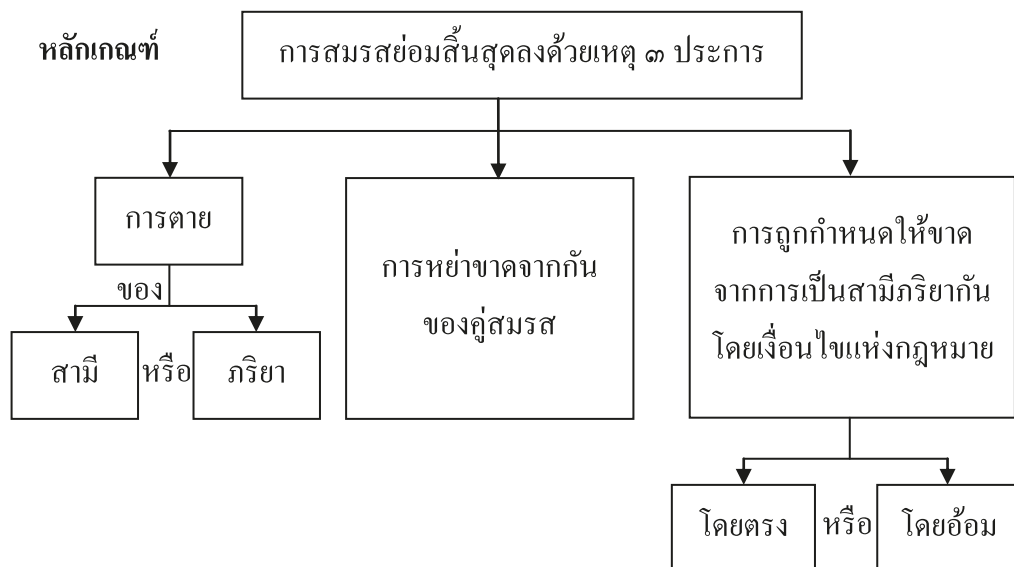 หลักเกณฑ์
การสมรสย่อมสิ้นสุดลงด้วยเหตุ ๓ ประการ
การตาย
ของ
สามี
หรือ
ภริยา
การหย่าขาดจากกัน
ของคู่สมรส
การถูกกำหนดให้ขาด
จากการเป็นสามีภริยากัน
โดยเงื่อนไขแห่งกฎหมาย
โดยตรง
หรือ
โดยอ้อม